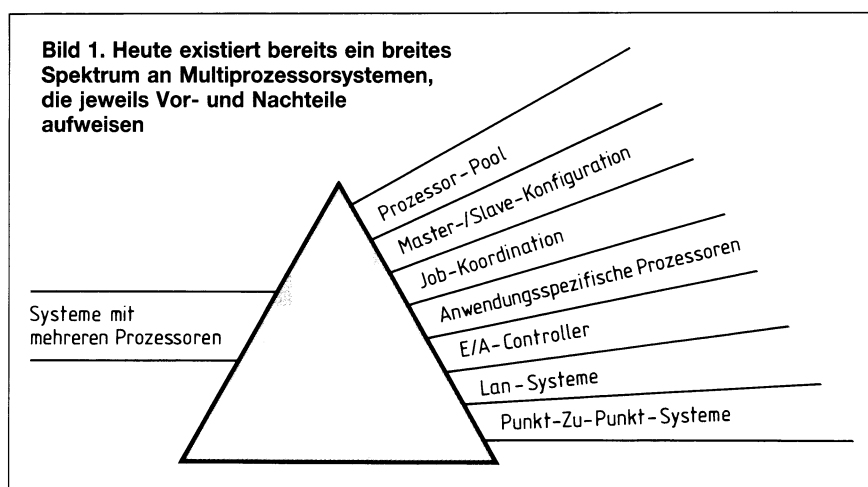 Bild 1. Heute existiert bereits ein breites
Spektrum an Multiprozessorsystemen,
die jeweils Vor- und Nachteile
aufweisen
Prozessor-Pool
Master-/Slave-Konfiguration
Job-Koordination
Anwendungsspezifische Prozessoren
E/A-Controller
Lan-Systeme
Punkt-Zu-Punkt-Systeme
Systeme mit
mehreren Prozessoren